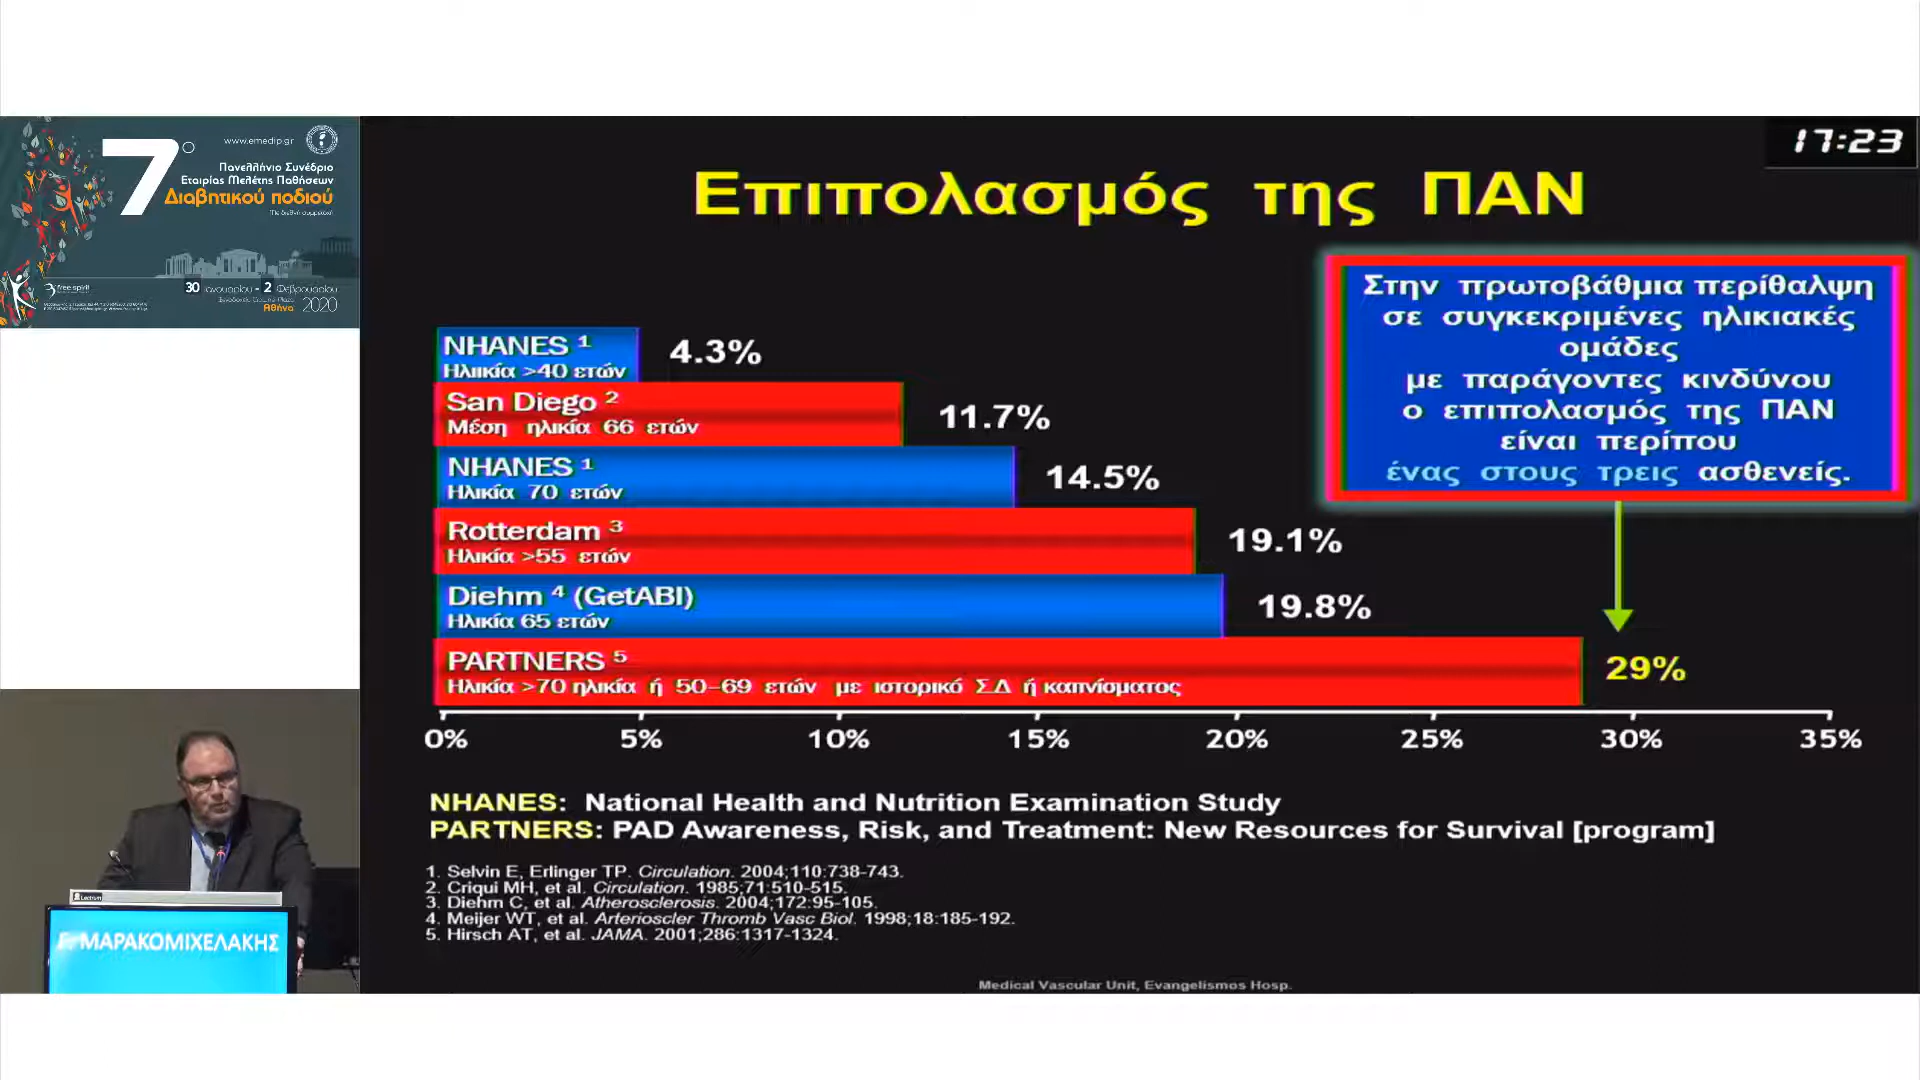 7ο
www.emedip.gr
Πανελλήνιο Συνέδριο
Εταιρίας Μελέτης Παθήσεων
Διαβητικού ποδιού
Με διεθνή συμμετοχή
free spirit
30 Ιανουαρίου - 2 Φεβρουαρίου
Αθήνα 2020
17:23
Επιπολασμός της ΠΑΝ
Στην πρωτοβάθμια περίθαλψη
σε συγκεκριμένες ηλικιακές
ομάδες
με παράγοντες κινδύνου
ο επιπολασμός της ΠΑΝ
είναι περίπου
ένας στους τρεις ασθενείς.
NHANES 1
Ηλιικία >40 ετών
4.3%
San Diego 2
Μέση ηλικία 66 ετών
11.7%
NHANES 1
Ηλικία 70 ετών
14.5%
Rotterdam 3
Ηλικία >55 ετών
19.1%
Diehm 4 (GetABI)
Ηλικία 65 ετών
19.8%
PARTNERS 5
Ηλικία >70 ηλικία ή 50–69 ετών με ιστορικό ΣΔ ή καπνίσματος
29%
0% 5% 10% 15% 20% 25% 30% 35%
NHANES: National Health and Nutrition Examination Study
PARTNERS: PAD Awareness, Risk, and Treatment: New Resources for Survival [program]
1. Selvin E, Erlinger TP. Circulation. 2004;110:738-743.
2. Criqui MH, et al. Circulation. 1985;71:510-515.
3. Diehm C, et al. Atherosclerosis. 2004;172:95-105.
4. Meijer WT, et al. Arterioscler Thromb Vasc Biol. 1998;18:185-192.
5. Hirsch AT, et al. JAMA. 2001;286:1317-1324.
Medical Vascular Unit, Evangelismos Hosp.
ΜΑΡΑΚΟΜΙΧΕΛΑΚΗΣ